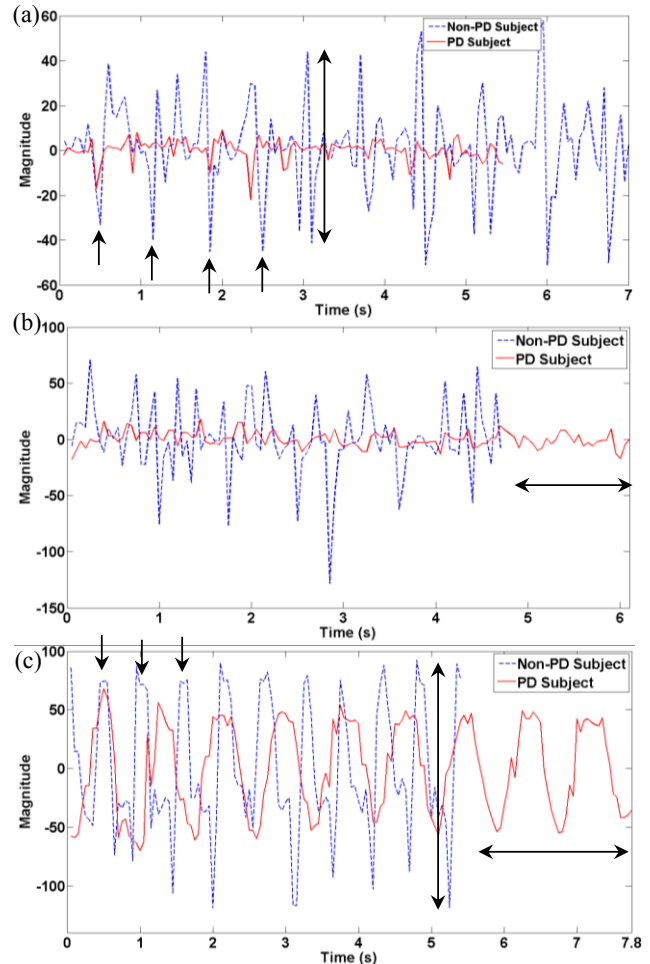 (a)
60
40
20
0
-20
-40
60
Magnitude
Non-PD Subject
PD Subject
0 1 2 3 4 5 6 7
Time (s)
(b)
100
50
0
-50
-100
-150
Magnitude
Non-PD Subject
PD Subject
1 2 3 4 5 6
Time (s)
(c)
100
50
0
-50
-100
Magnitude
Non-PD Subject
PD Subject
0 1 2 3 4 5 6 7 7.8
Time (s)